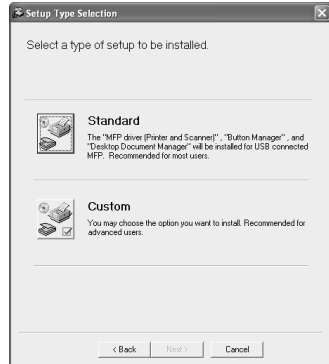 Setup Type Selection
Select a type of setup to be installed.
Standard
The "MFP driver (Printer and Scanner)" , "Button Manager" , and
"Desktop Document Manager" will be installed for USB connected
MFP. Recommended for most users.
Custom
You may choose the option you want to install. Recommended for
advanced users.
< Back Next > Cancel